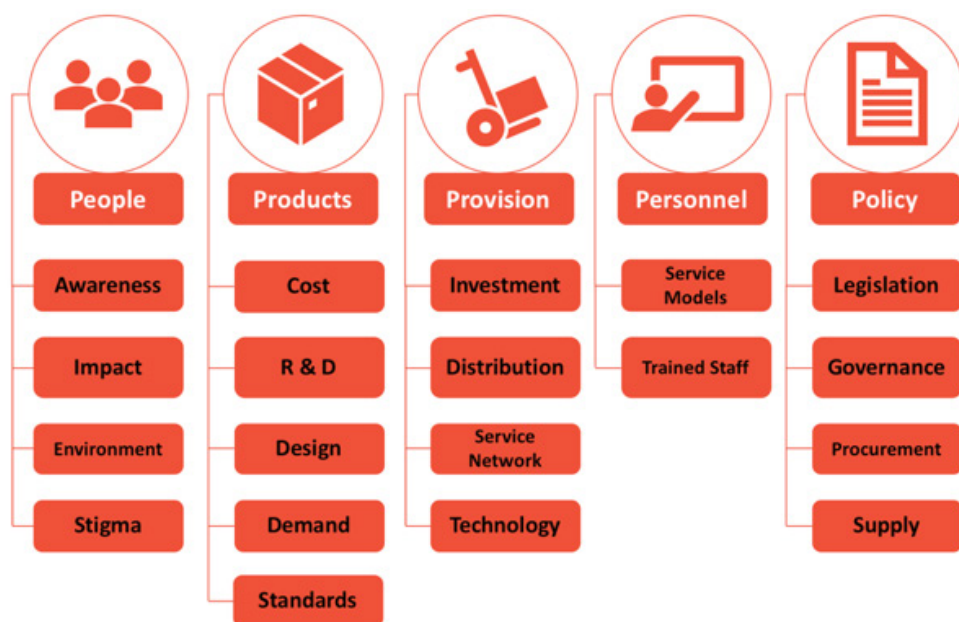 People
Products
Provision
Personnel
Policy
Awareness
Cost
Investment
Service
Models
Legislation
Impact
R & D
Distribution
Trained Staff
Governance
Environment
Design
Service
Network
Procurement
Stigma
Demand
Technology
Supply
Standards